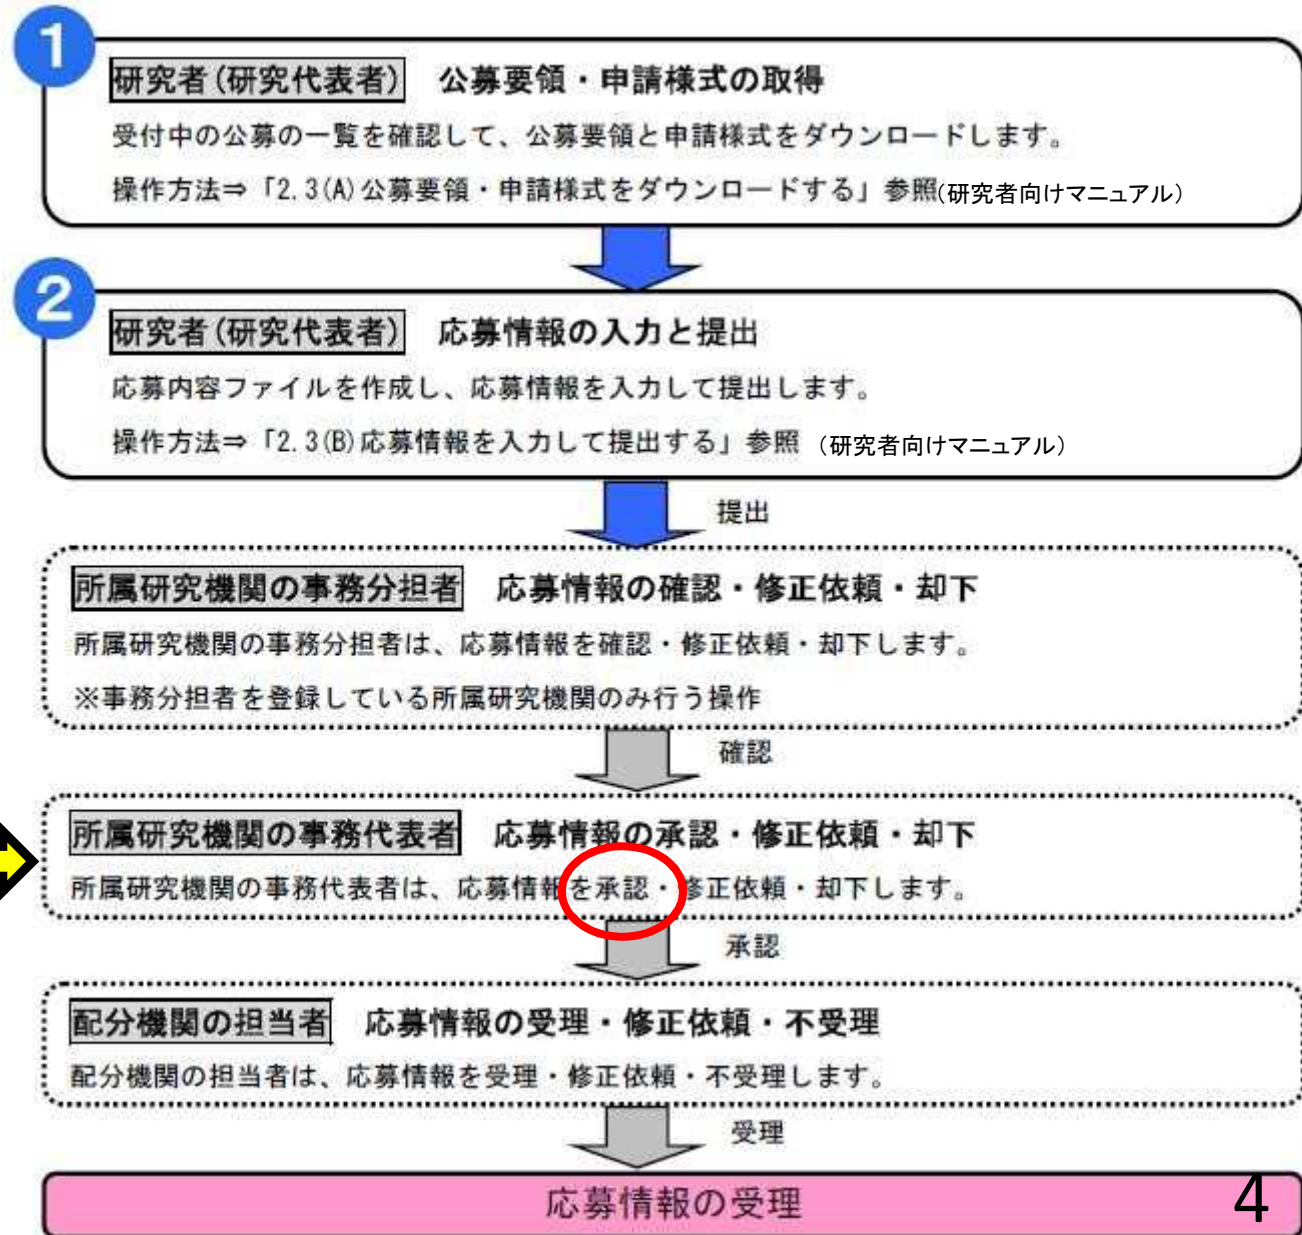 1
研究者(研究代表者) 公募要領・申請様式の取得
受付中の公募の一覧を確認して、公募要領と申請様式をダウンロードします。
操作方法⇒「2.3(A)公募要領・申請様式をダウンロードする」参照(研究者向けマニュアル)
2
研究者(研究代表者) 応募情報の入力と提出
応募内容ファイルを作成し、応募情報を入力して提出します。
操作方法⇒「2.3(B)応募情報を入力して提出する」参照 (研究者向けマニュアル)
提出
所属研究機関の事務分担者 応募情報の確認・修正依頼・却下
所属研究機関の事務分担者は、応募情報を確認・修正依頼・却下します。
※事務分担者を登録している所属研究機関のみ行う操作
確認
所属研究機関の事務代表者 応募情報の承認・修正依頼・却下
所属研究機関の事務代表者は、応募情報を承認・修正依頼・却下します。
承認
配分機関の担当者 応募情報の受理・修正依頼・不受理
配分機関の担当者は、応募情報を受理・修正依頼・不受理します。
受理
応募情報の受理
4